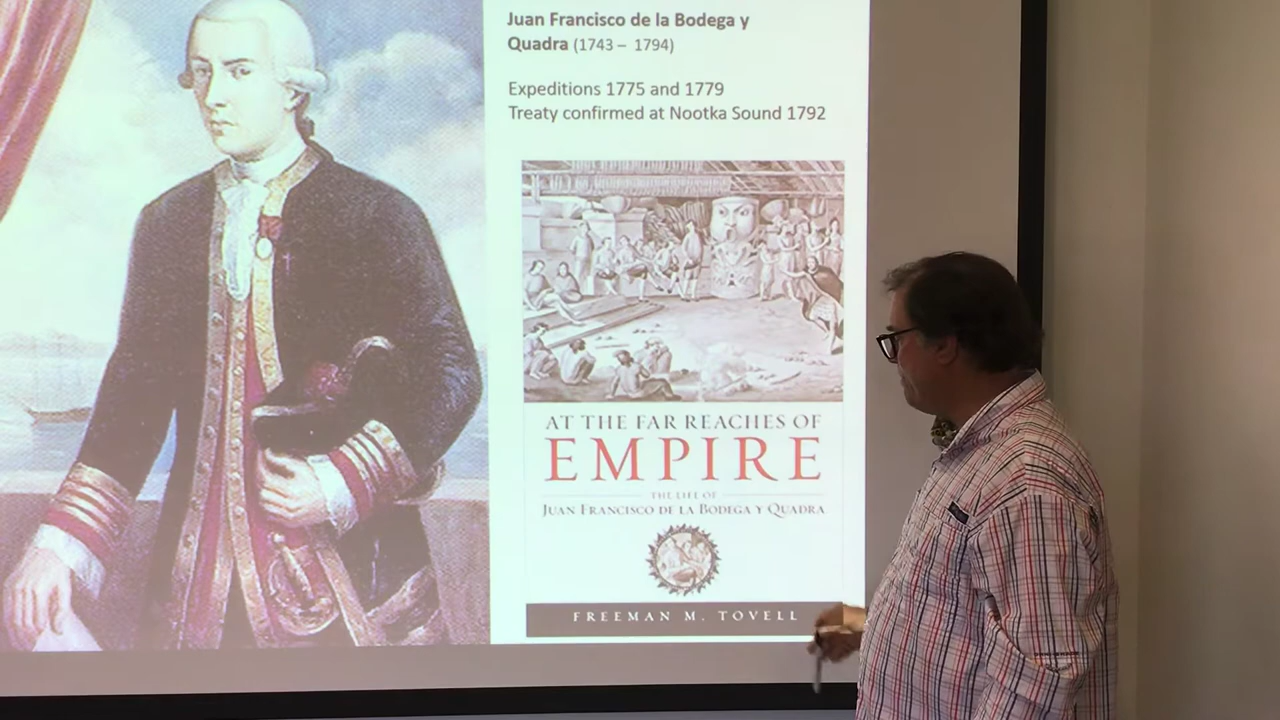 Juan Francisco de la Bodega y
Quadra (1743 – 1794)
Expeditions 1775 and 1779
Treaty confirmed at Nootka Sound 1792
AT THE FAR REACHES OF
EMPIRE
THE LIFE OF
JUAN FRANCISCO DE LA BODEGA Y QUADRA
FREEMAN M. TOVELL